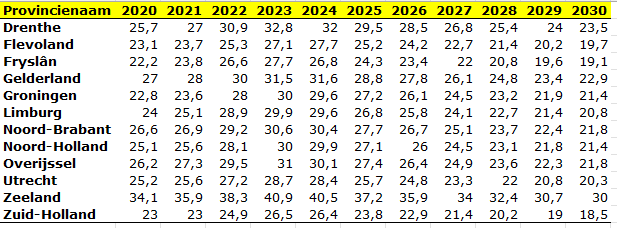 Provincienaam 2020 2021 2022 2023 2024 2025 2026 2027 2028 2029 2030
Drenthe 25,7 27 30,9 32,8 32 29,5 28,5 26,8 25,4 24 23,5
Flevoland 23,1 23,7 25,3 27,1 27,7 25,2 24,2 22,7 21,4 20,2 19,7
Fryslân 22,2 23,8 26,6 27,7 26,8 24,3 23,4 22 20,8 19,6 19,1
Gelderland 27 28 30 31,5 31,6 28,8 27,8 26,1 24,8 23,4 22,9
Groningen 22,8 23,6 28 30 29,6 27,2 26,1 24,5 23,2 21,9 21,4
Limburg 24 25,1 28,9 29,9 29,6 26,8 25,8 24,1 22,7 21,4 20,8
Noord-Brabant 26,6 26,9 29,2 30,6 30,4 27,7 26,7 25,1 23,7 22,4 21,8
Noord-Holland 25,1 25,6 28,1 30 29,9 27,1 26 24,5 23,1 21,8 21,4
Overijssel 26,2 27,3 29,5 31 30,1 27,4 26,4 24,9 23,6 22,3 21,8
Utrecht 25,2 25,6 27,2 28,7 28,4 25,7 24,8 23,3 22 20,8 20,3
Zeeland 34,1 35,9 38,3 40,9 40,5 37,2 35,9 34 32,4 30,7 30
Zuid-Holland 23 23 24,9 26,5 26,4 23,8 22,9 21,4 20,2 19 18,5